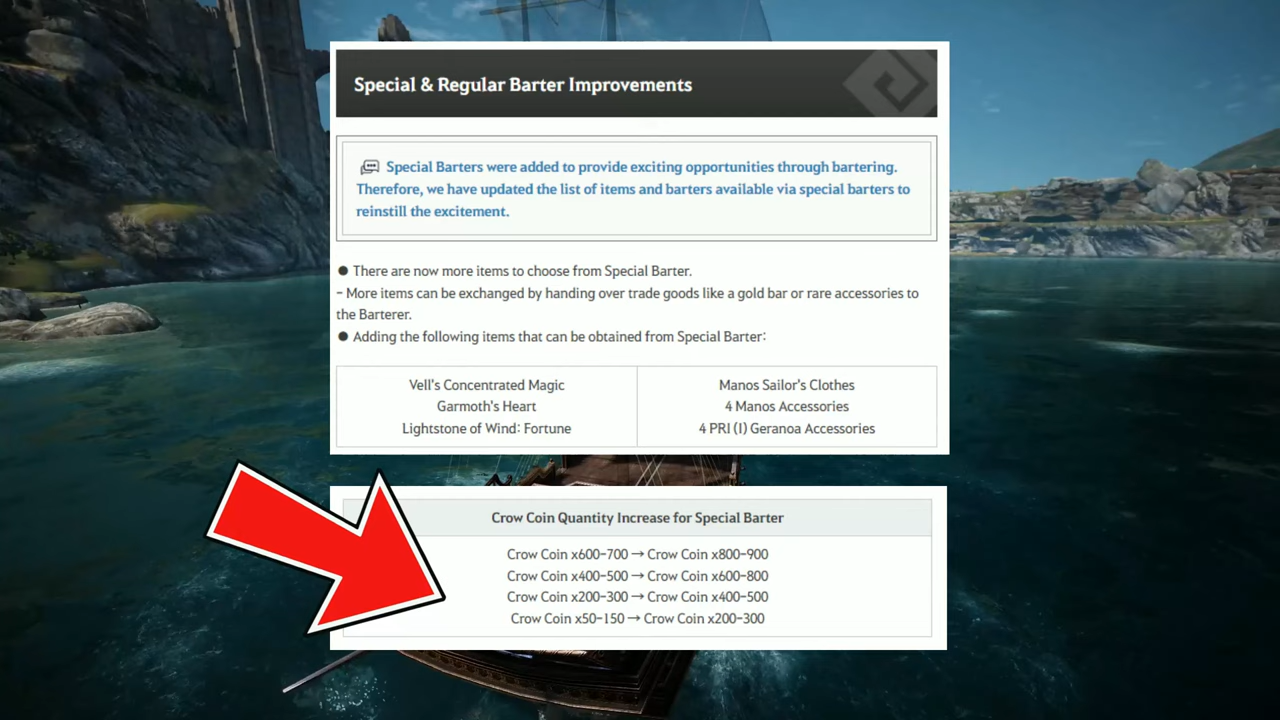 Special & Regular Barter Improvements
Special Barters were added to provide exciting opportunities through bartering.
Therefore, we have updated the list of items and barters available via special barters to
reinstill the excitement.
● There are now more items to choose from Special Barter.
- More items can be exchanged by handing over trade goods like a gold bar or rare accessories to
the Barterer.
● Adding the following items that can be obtained from Special Barter:
Vell's Concentrated Magic
Garmoth's Heart
Lightstone of Wind: Fortune
Manos Sailor's Clothes
4 Manos Accessories
4 PRI (I) Geranoa Accessories
Crow Coin Quantity Increase for Special Barter
Crow Coin x600-700 → Crow Coin x800-900
Crow Coin x400-500 → Crow Coin x600-800
Crow Coin x200-300 → Crow Coin x400-500
Crow Coin x50-150 → Crow Coin x200-300